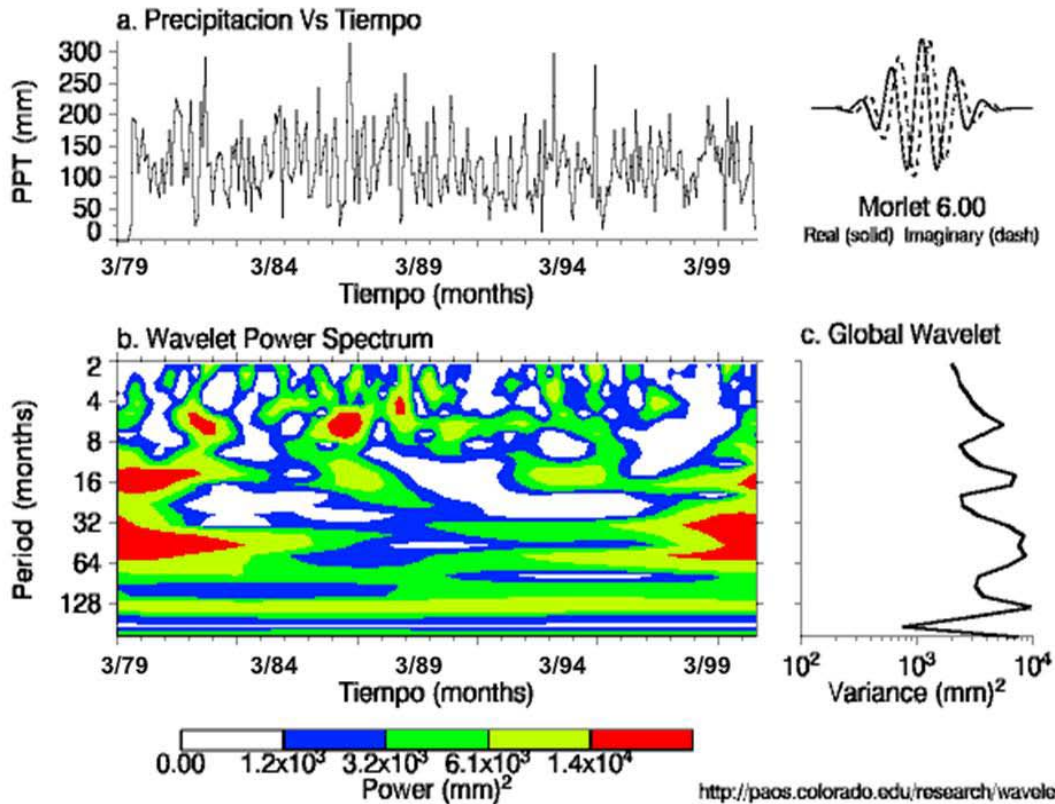 a. Precipitacion Vs Tiempo
300
250
200
150
100
50
0
PPT (mm)
3/79 3/84 3/89 3/94 3/99
Tiempo (months)
Morlet 6.00
Real (solid) Imaginary (dash)
b. Wavelet Power Spectrum
2
4
8
16
32
64
128
Period (months)
3/79 3/84 3/89 3/94 3/99
Tiempo (months)
c. Global Wavelet
10² 10³ 10⁴
Variance (mm)²
0.00 1.2x10³ 3.2x10³ 6.1x10³ 1.4x10⁴
Power (mm)²
http://paos.colorado.edu/research/wavele